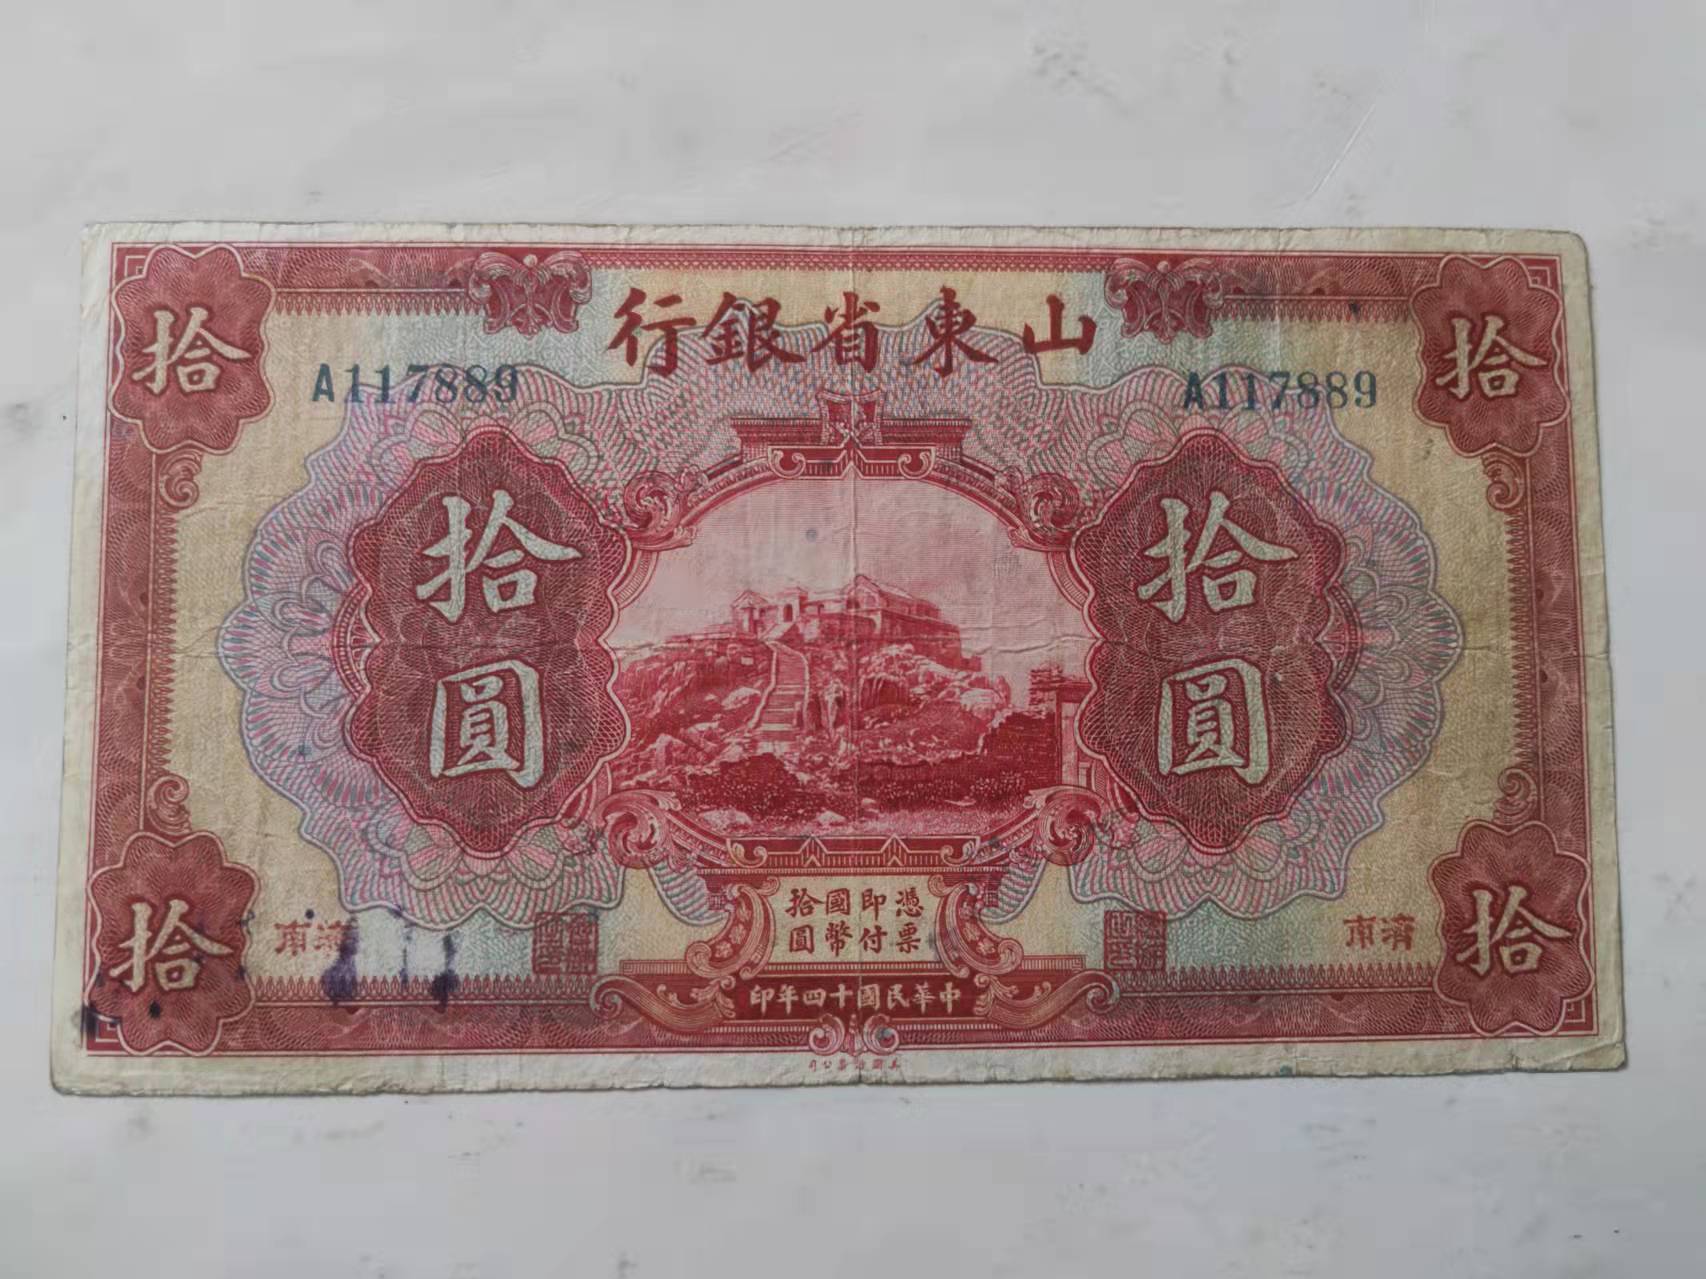 山東省銀行
拾
拾
A117889
A117889
拾圓
拾圓
憑票
即付
國幣
拾圓
濟南
濟南
拾
拾
中華民國十四年印